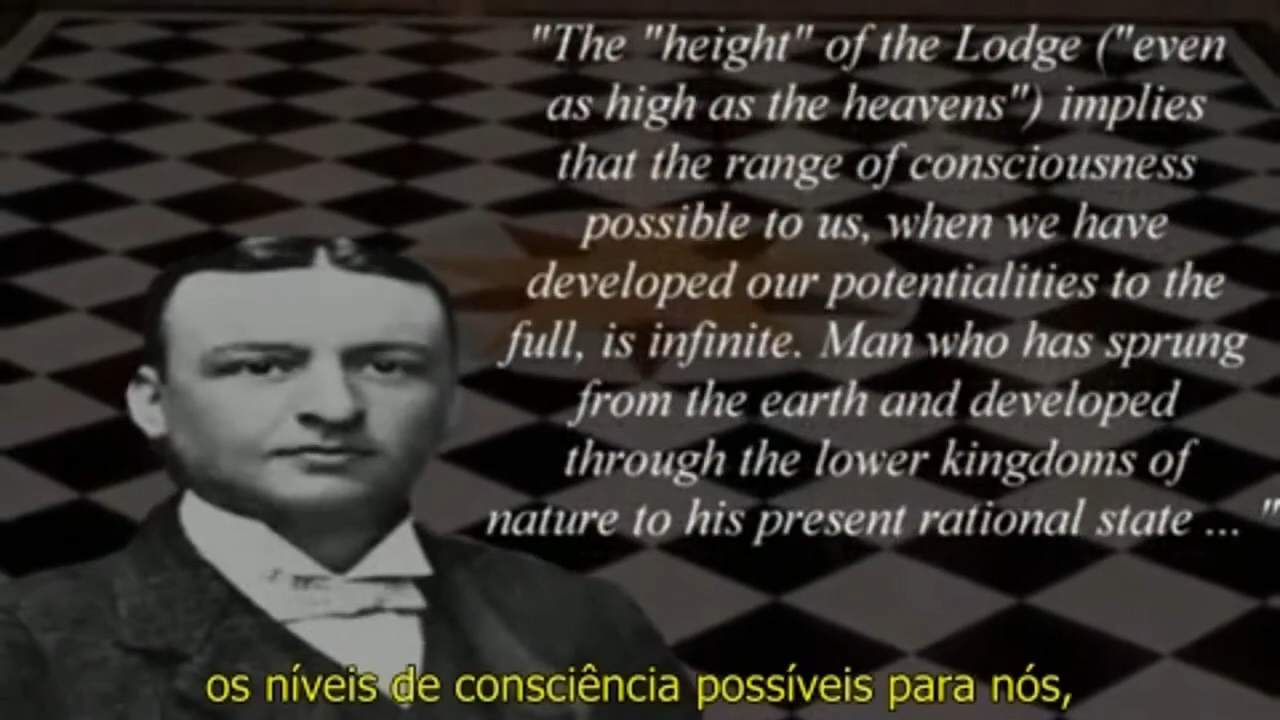 "The "height" of the Lodge ("even
as high as the heavens") implies
that the range of consciousness
possible to us, when we have
developed our potentialities to the
full, is infinite. Man who has sprung
from the earth and developed
through the lower kingdoms of
nature to his present rational state ... "
os níveis de consciência possíveis para nós,